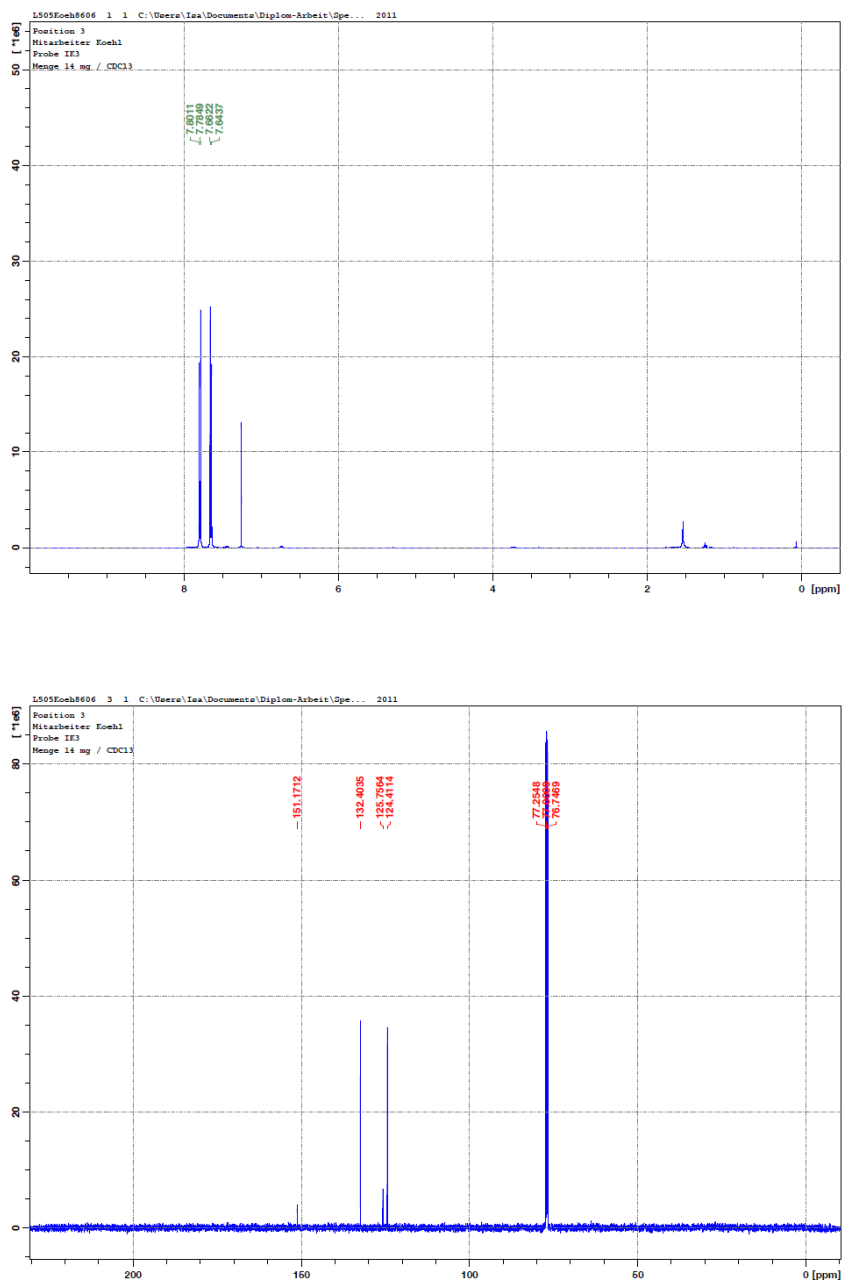 L505Koeh8606 1 1 C:\Users\Isa\Documents\Diplom-Arbeit\Spe... 2011
Position 3
Mitarbeiter Koehl
Probe IK3
Menge 14 mg / CDCl3
[ *1e6]
50
40
30
20
10
0
7.8011
7.7849
7.6622
7.6437
8
6
4
2
0 [ppm]
L505Koeh8606 3 1 C:\Users\Isa\Documents\Diplom-Arbeit\Spe... 2011
Position 3
Mitarbeiter Koehl
Probe IK3
Menge 14 mg / CDCl3
[ *1e6]
80
60
40
20
0
151.1712
132.4035
125.7564
124.4114
77.2548
76.7469
200
150
100
50
0 [ppm]